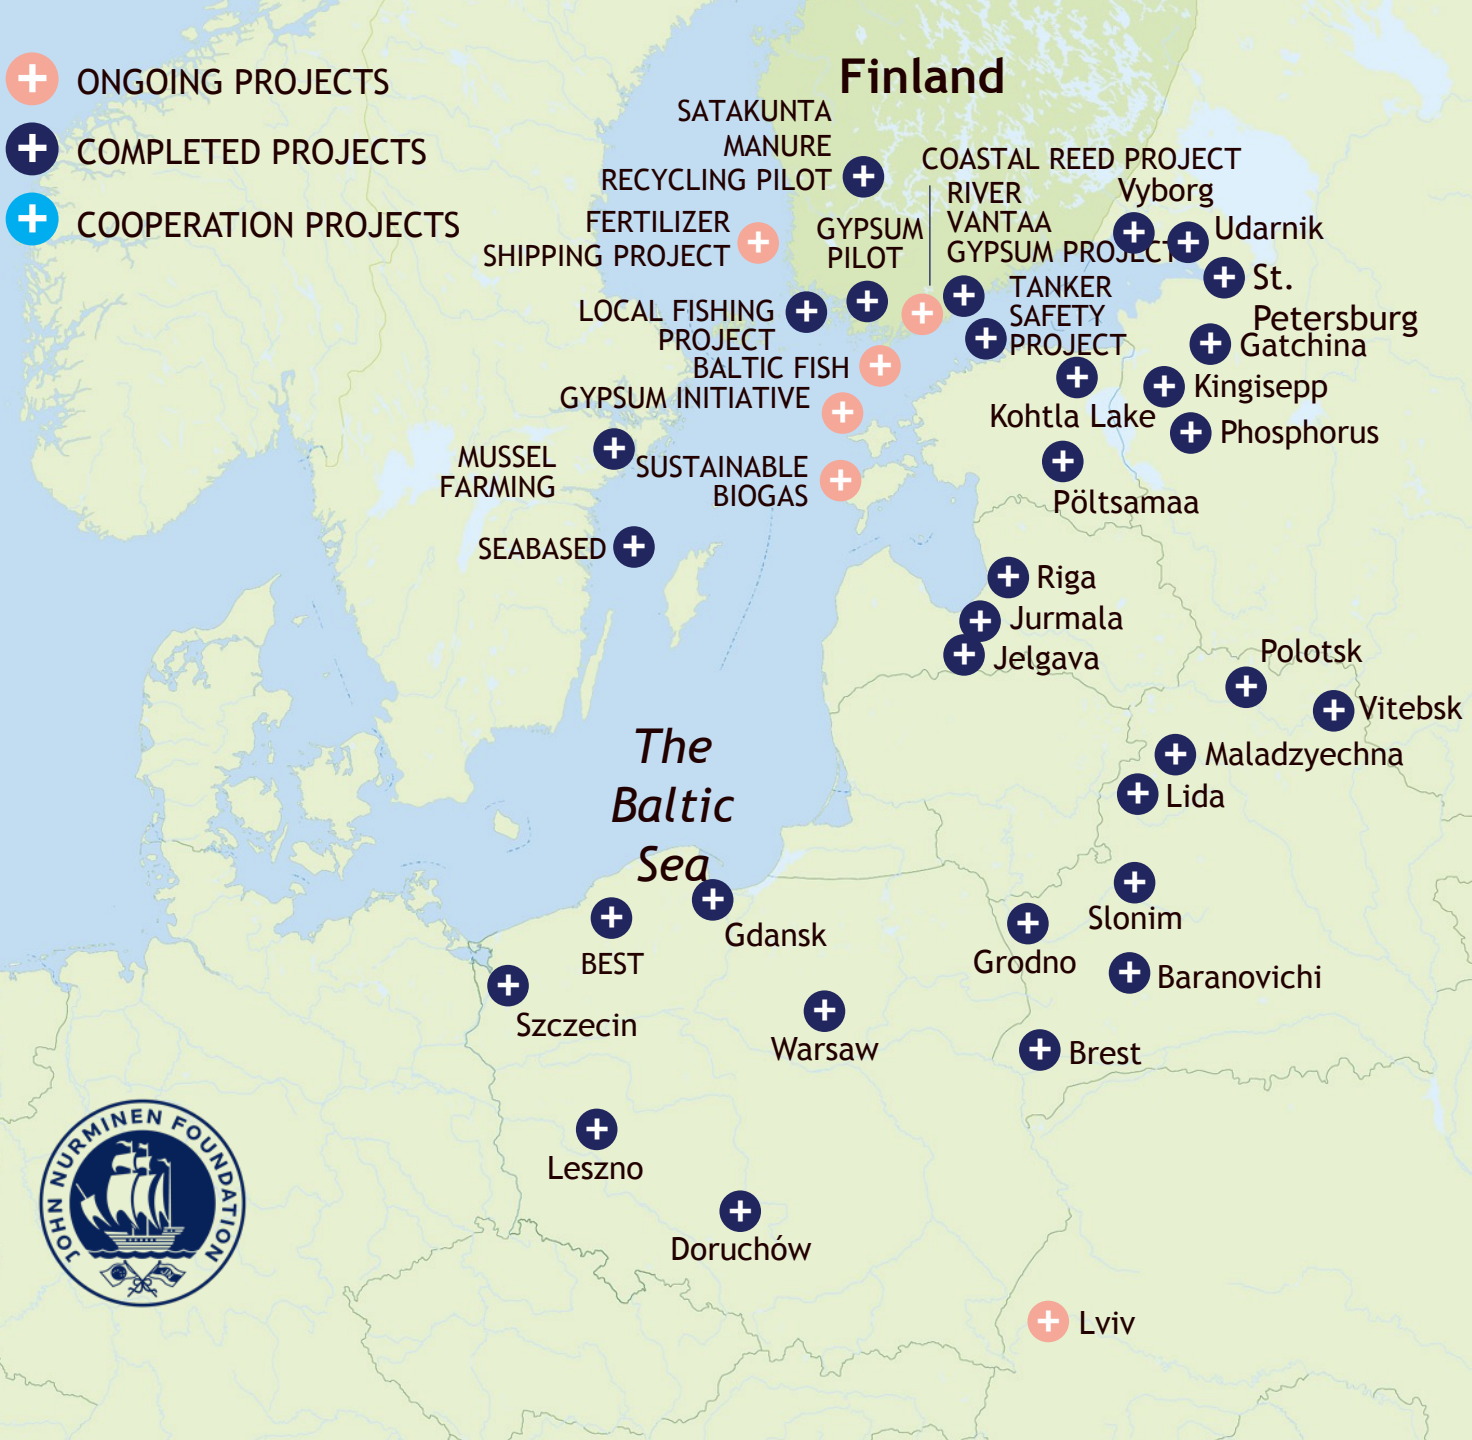 ONGOING PROJECTS
COMPLETED PROJECTS
COOPERATION PROJECTS
Finland
SATAKUNTA
MANURE
RECYCLING PILOT
COASTAL REED PROJECT
RIVER
VANTAA
GYPSUM PROJECT
Vyborg
Udarnik
FERTILIZER
SHIPPING PROJECT
GYPSUM
PILOT
St.
Petersburg
TANKER
SAFETY
PROJECT
LOCAL FISHING
PROJECT
Gatchina
BALTIC FISH
Kingisepp
GYPSUM INITIATIVE
Kohtla Lake
Phosphorus
MUSSEL
FARMING
SUSTAINABLE
BIOGAS
Pöltsamaa
SEABASED
Riga
Jurmala
Jelgava
Polotsk
Vitebsk
The
Baltic
Sea
Maladzyechna
Lida
Slonim
Gdansk
BEST
Grodno
Baranovichi
Szczecin
Warsaw
Brest
JOHN NURMINEN FOUNDATION
Leszno
Doruchów
Lviv